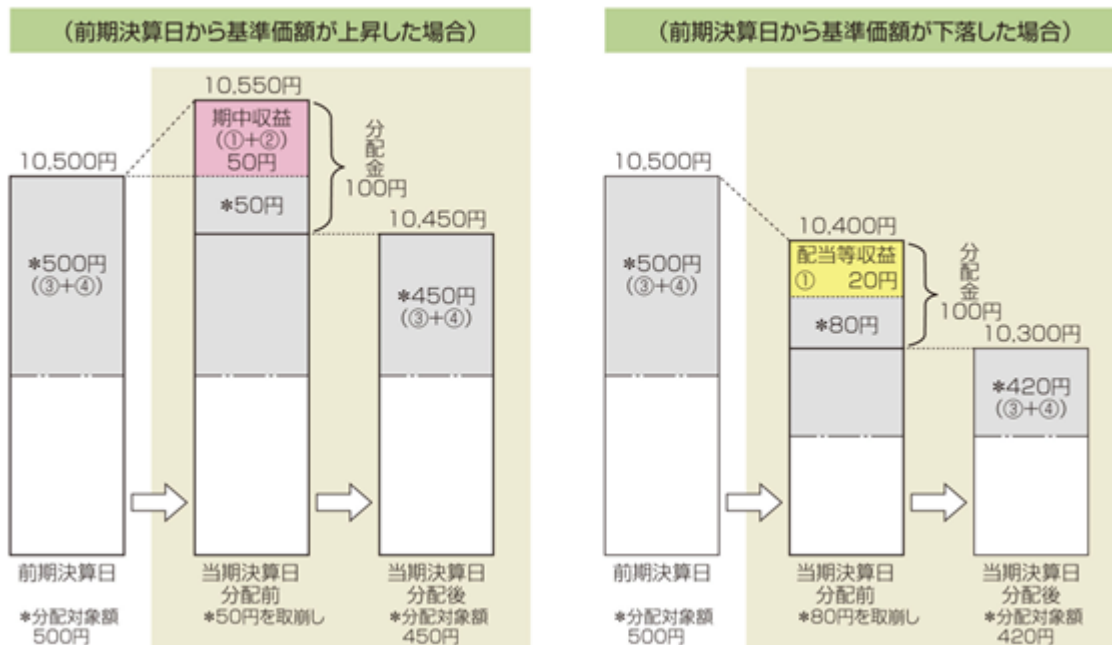 (前期決算日から基準価額が上昇した場合)
10,500円
*500円
(③+④)
10,550円
期中収益
(①+②)
50円
*50円
分配金
100円
10,450円
*450円
(③+④)
前期決算日
*分配対象額
500円
当期決算日
分配前
*50円を取崩し
当期決算日
分配後
*分配対象額
450円
(前期決算日から基準価額が下落した場合)
10,500円
*500円
(③+④)
10,400円
配当等収益
① 20円
*80円
分配金
100円
10,300円
*420円
(③+④)
前期決算日
*分配対象額
500円
当期決算日
分配前
*80円を取崩し
当期決算日
分配後
*分配対象額
420円